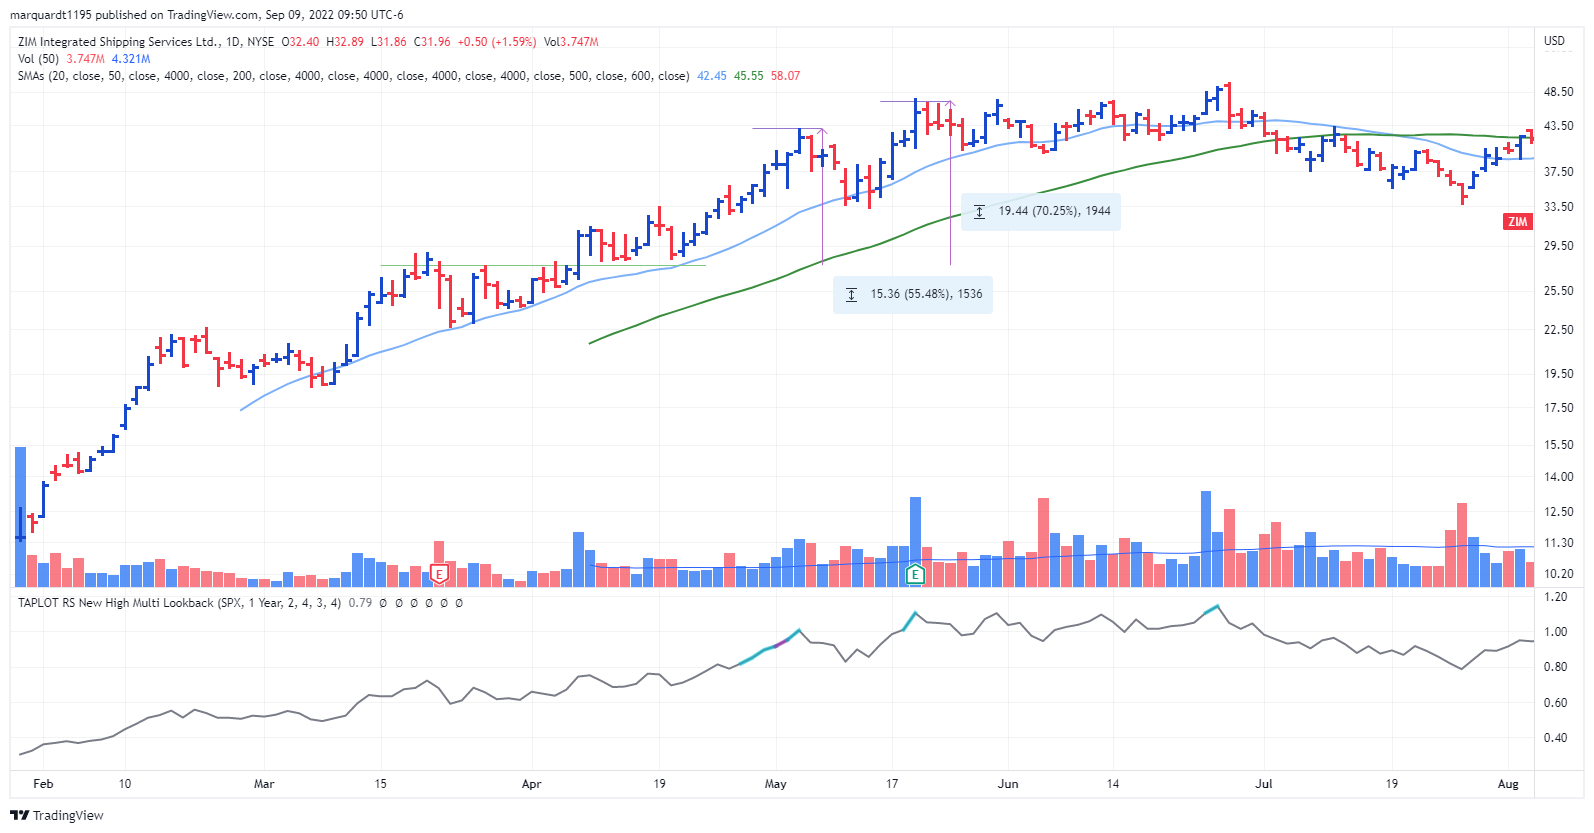 marquardt1195 published on TradingView.com, Sep 09, 2022 09:50 UTC-6
ZIM Integrated Shipping Services Ltd., 1D, NYSE O32.40 H32.89 L31.86 C31.96 +0.50 (+1.59%) Vol3.747M
USD
Vol (50) 3.747M 4.321M
SMAs (20, close, 50, close, 4000, close, 200, close, 4000, close, 4000, close, 4000, close, 4000, close, 500, close, 600, close) 42.45 45.55 58.07
48.50
43.50
37.50
33.50
19.44 (70.25%), 1944
ZIM
29.50
25.50
15.36 (55.48%), 1536
22.50
19.50
17.50
15.50
14.00
12.50
11.30
10.20
E
E
TAPLOT RS New High Multi Lookback (SPX, 1 Year, 2, 4, 3, 4) 0.79 Ø Ø Ø Ø Ø Ø
1.20
1.00
0.80
0.60
0.40
Feb 10 Mar 15 Apr 19 May 17 Jun 14 Jul 19 Aug
TradingView